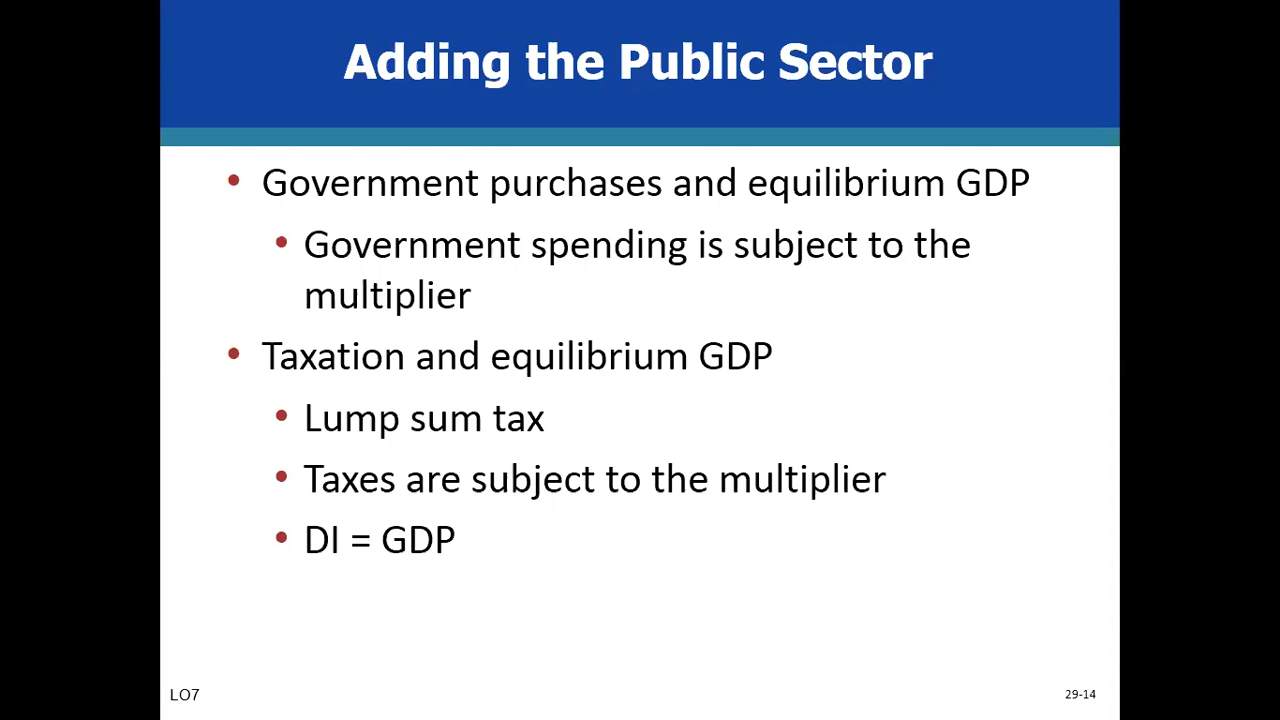 Adding the Public Sector
• Government purchases and equilibrium GDP
• Government spending is subject to the
multiplier
• Taxation and equilibrium GDP
• Lump sum tax
• Taxes are subject to the multiplier
• DI = GDP
LO7
29-14